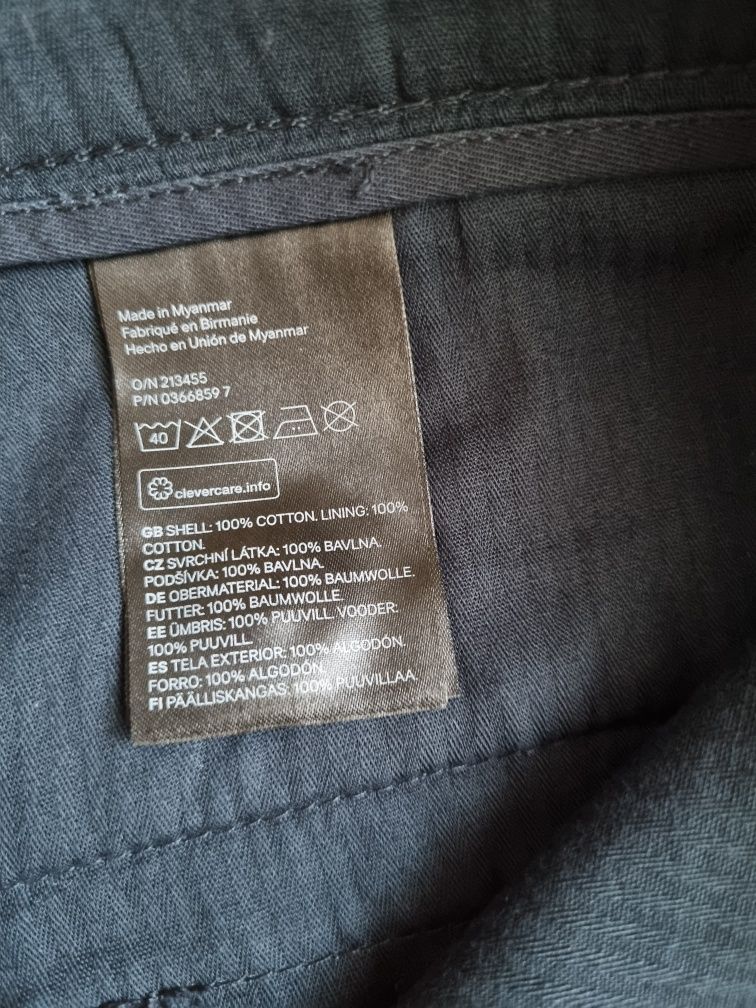 Made in Myanmar
Fabriqué en Birmanie
Hecho en Unión de Myanmar
O/N 213455
P/N 0366859 7
40
clevercare.info
GB SHELL: 100% COTTON. LINING: 100%
COTTON.
CZ SVRCHNÍ LÁTKA: 100% BAVLNA.
PODŠÍVKA: 100% BAVLNA.
DE OBERMATERIAL: 100% BAUMWOLLE.
FUTTER: 100% BAUMWOLLE.
EE ÜMBRIS: 100% PUUVILL. VOODER:
100% PUUVILL.
ES TELA EXTERIOR: 100% ALGODÓN.
FORRO: 100% ALGODÓN.
FI PÄÄLLISKANGAS: 100% PUUVILLAA.